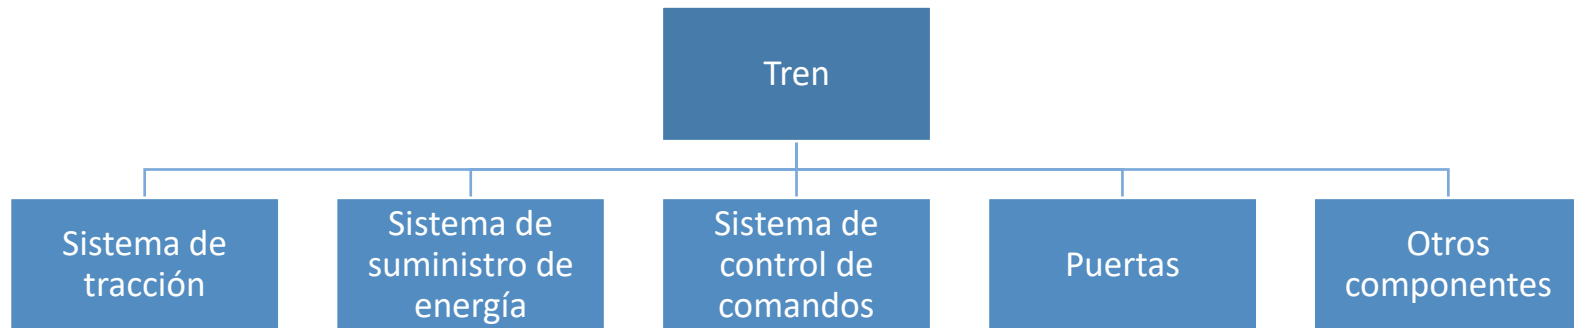 Tren
Sistema de
tracción
Sistema de
suministro de
energía
Sistema de
control de
comandos
Puertas
Otros
componentes